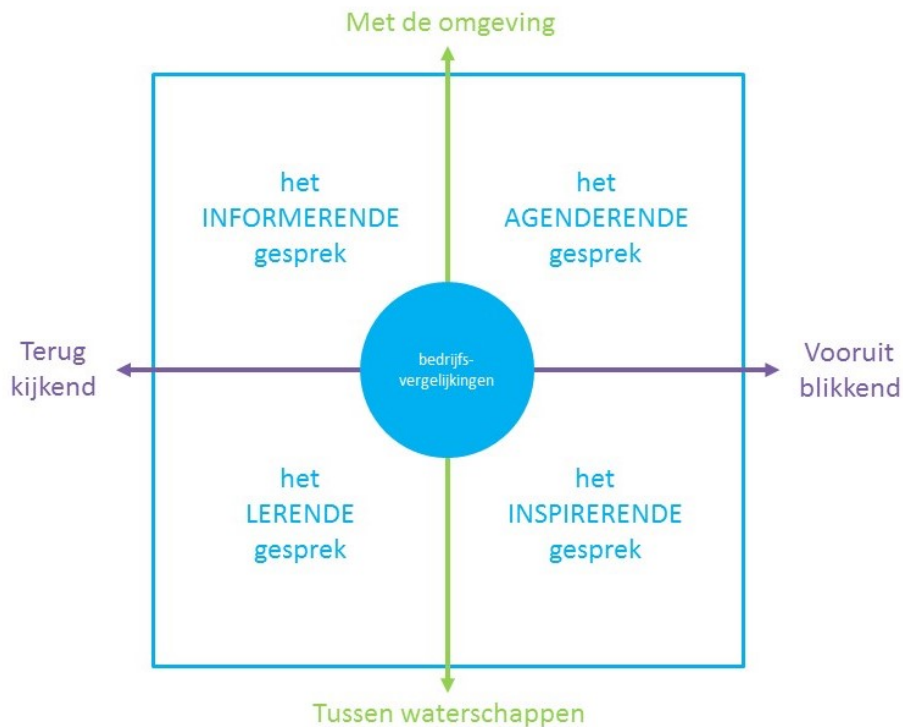 Met de omgeving
het
INFORMERENDE
gesprek
het
AGENDERENDE
gesprek
Terug
kijkend
bedrijfs-
vergelijkingen
Vooruit
blikkend
het
LERENDE
gesprek
het
INSPIRERENDE
gesprek
Tussen waterschappen